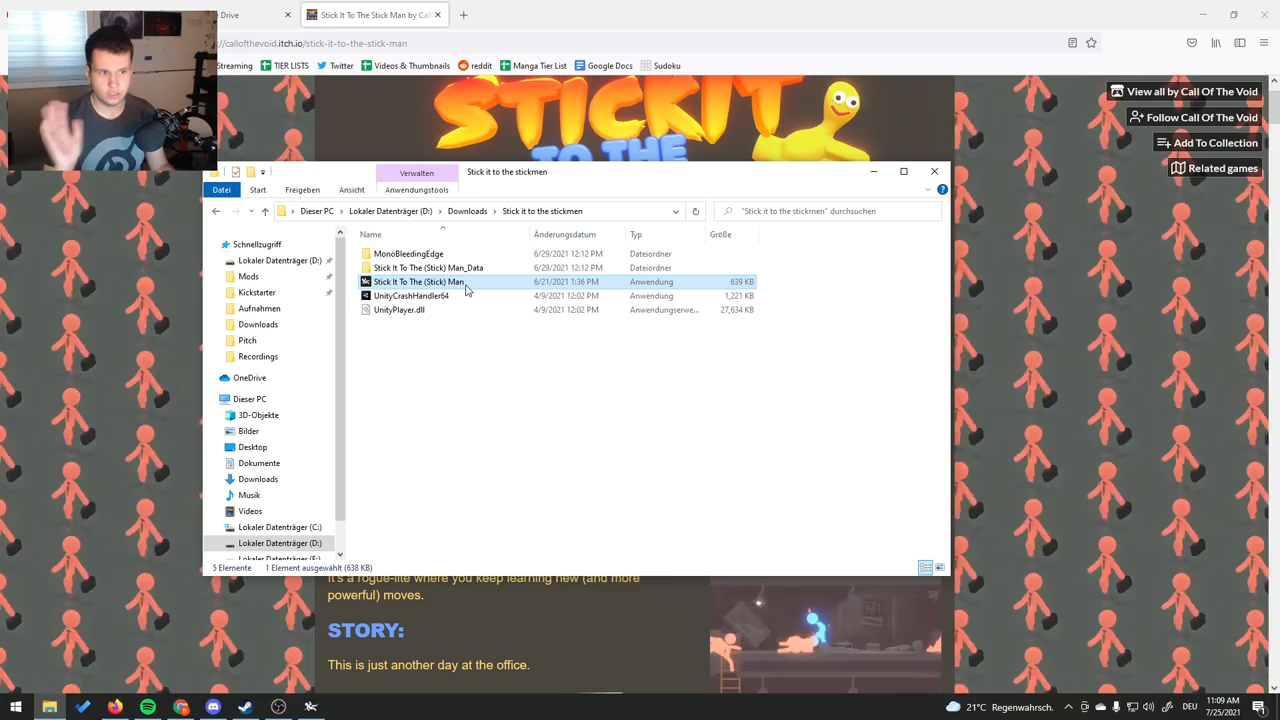 e Drive
Stick It To The Stick Man by Call
callofthevoid.itch.io/stick-it-to-the-stick-man
Streaming TIER LISTS Twitter Videos & Thumbnails reddit Manga Tier List Google Docs Sudoku
STICK IT
TO THE
View all by Call Of The Void
Follow Call Of The Void
Add To Collection
Related games
Verwalten Stick it to the stickmen
Datei Start Freigeben Ansicht Anwendungstools
Dieser PC Lokaler Datenträger (D:) Downloads Stick it to the stickmen
"Stick it to the stickmen" durchsuchen
Name Änderungsdatum Typ Größe
MonoBleedingEdge 6/29/2021 12:12 PM Dateiordner
Stick It To The (Stick) Man_Data 6/29/2021 12:12 PM Dateiordner
Stick It To The (Stick) Man 6/21/2021 1:36 PM Anwendung 639 KB
UnityCrashHandler64 4/9/2021 12:02 PM Anwendung 1,221 KB
UnityPlayer.dll 4/9/2021 12:02 PM Anwendungserwe... 27,634 KB
Schnellzugriff
Lokaler Datenträger (D:)
Mods
Kickstarter
Aufnahmen
Downloads
Pitch
Recordings
OneDrive
Dieser PC
3D-Objekte
Bilder
Desktop
Dokumente
Downloads
Musik
Videos
Lokaler Datenträger (C:)
Lokaler Datenträger (D:)
Lokaler Datenträger (F:)
5 Elemente 1 Element ausgewählt (638 KB)
It's a rogue-lite where you keep learning new (and more
powerful) moves.
STORY:
This is just another day at the office.
21°C Regenschauer DEU 11:09 AM
7/25/2021